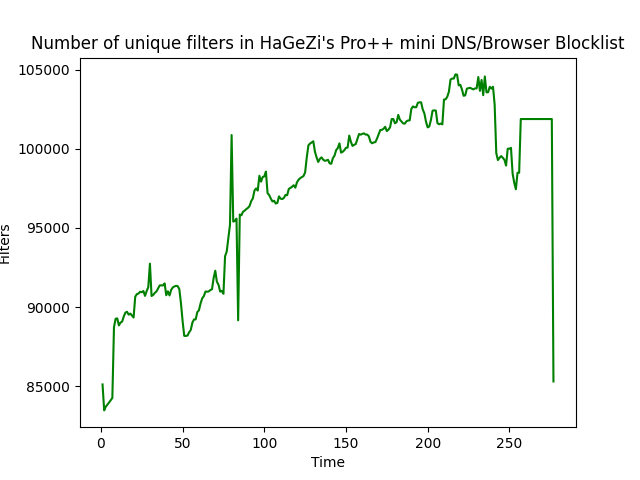 Number of unique filters in HaGeZi's Pro++ mini DNS/Browser Blocklist
105000
100000
95000
90000
85000
Filters
0 50 100 150 200 250
Time